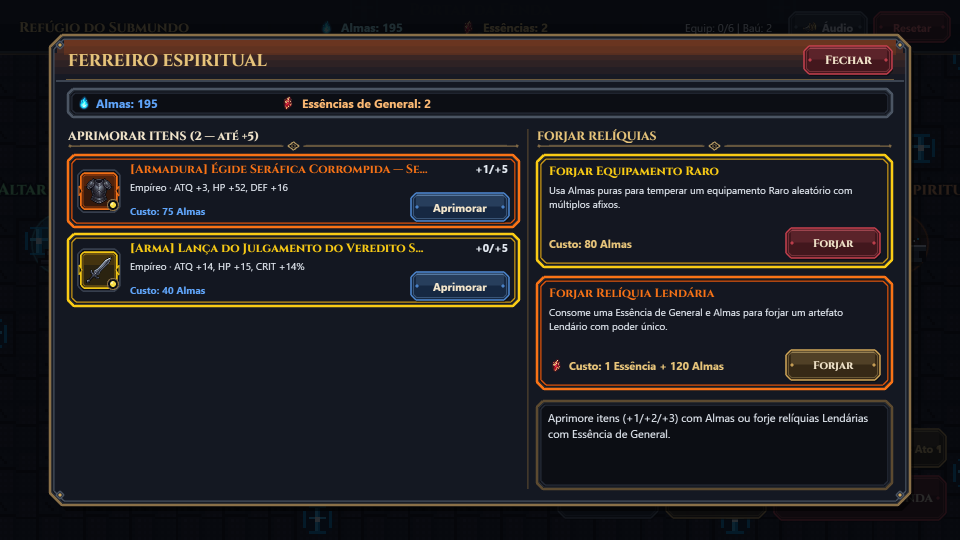 Refúgio do Submundo
Almas: 195
Essências: 2
Equip: 0/6 | Baú: 2
Áudio
Resetar
Ferreiro Espiritual
Fechar
Almas: 195
Essências de General: 2
Aprimorar Itens (2 — até +5)
[Armadura] Égide Seráfica Corrompida — Se...
+1/+5
Empíreo · ATQ +3, HP +52, DEF +16
Custo: 75 Almas
Aprimorar
[Arma] Lança do Julgamento do Veredito S...
+0/+5
Empíreo · ATQ +14, HP +15, CRIT +14%
Custo: 40 Almas
Aprimorar
Forjar Relíquias
Forjar Equipamento Raro
Usa Almas puras para temperar um equipamento Raro aleatório com
múltiplos afixos.
Custo: 80 Almas
Forjar
Forjar Relíquia Lendária
Consome uma Essência de General e Almas para forjar um artefato
Lendário com poder único.
Custo: 1 Essência + 120 Almas
Forjar
Aprimore itens (+1/+2/+3) com Almas ou forje relíquias Lendárias
com Essência de General.
Altar
Ato 1